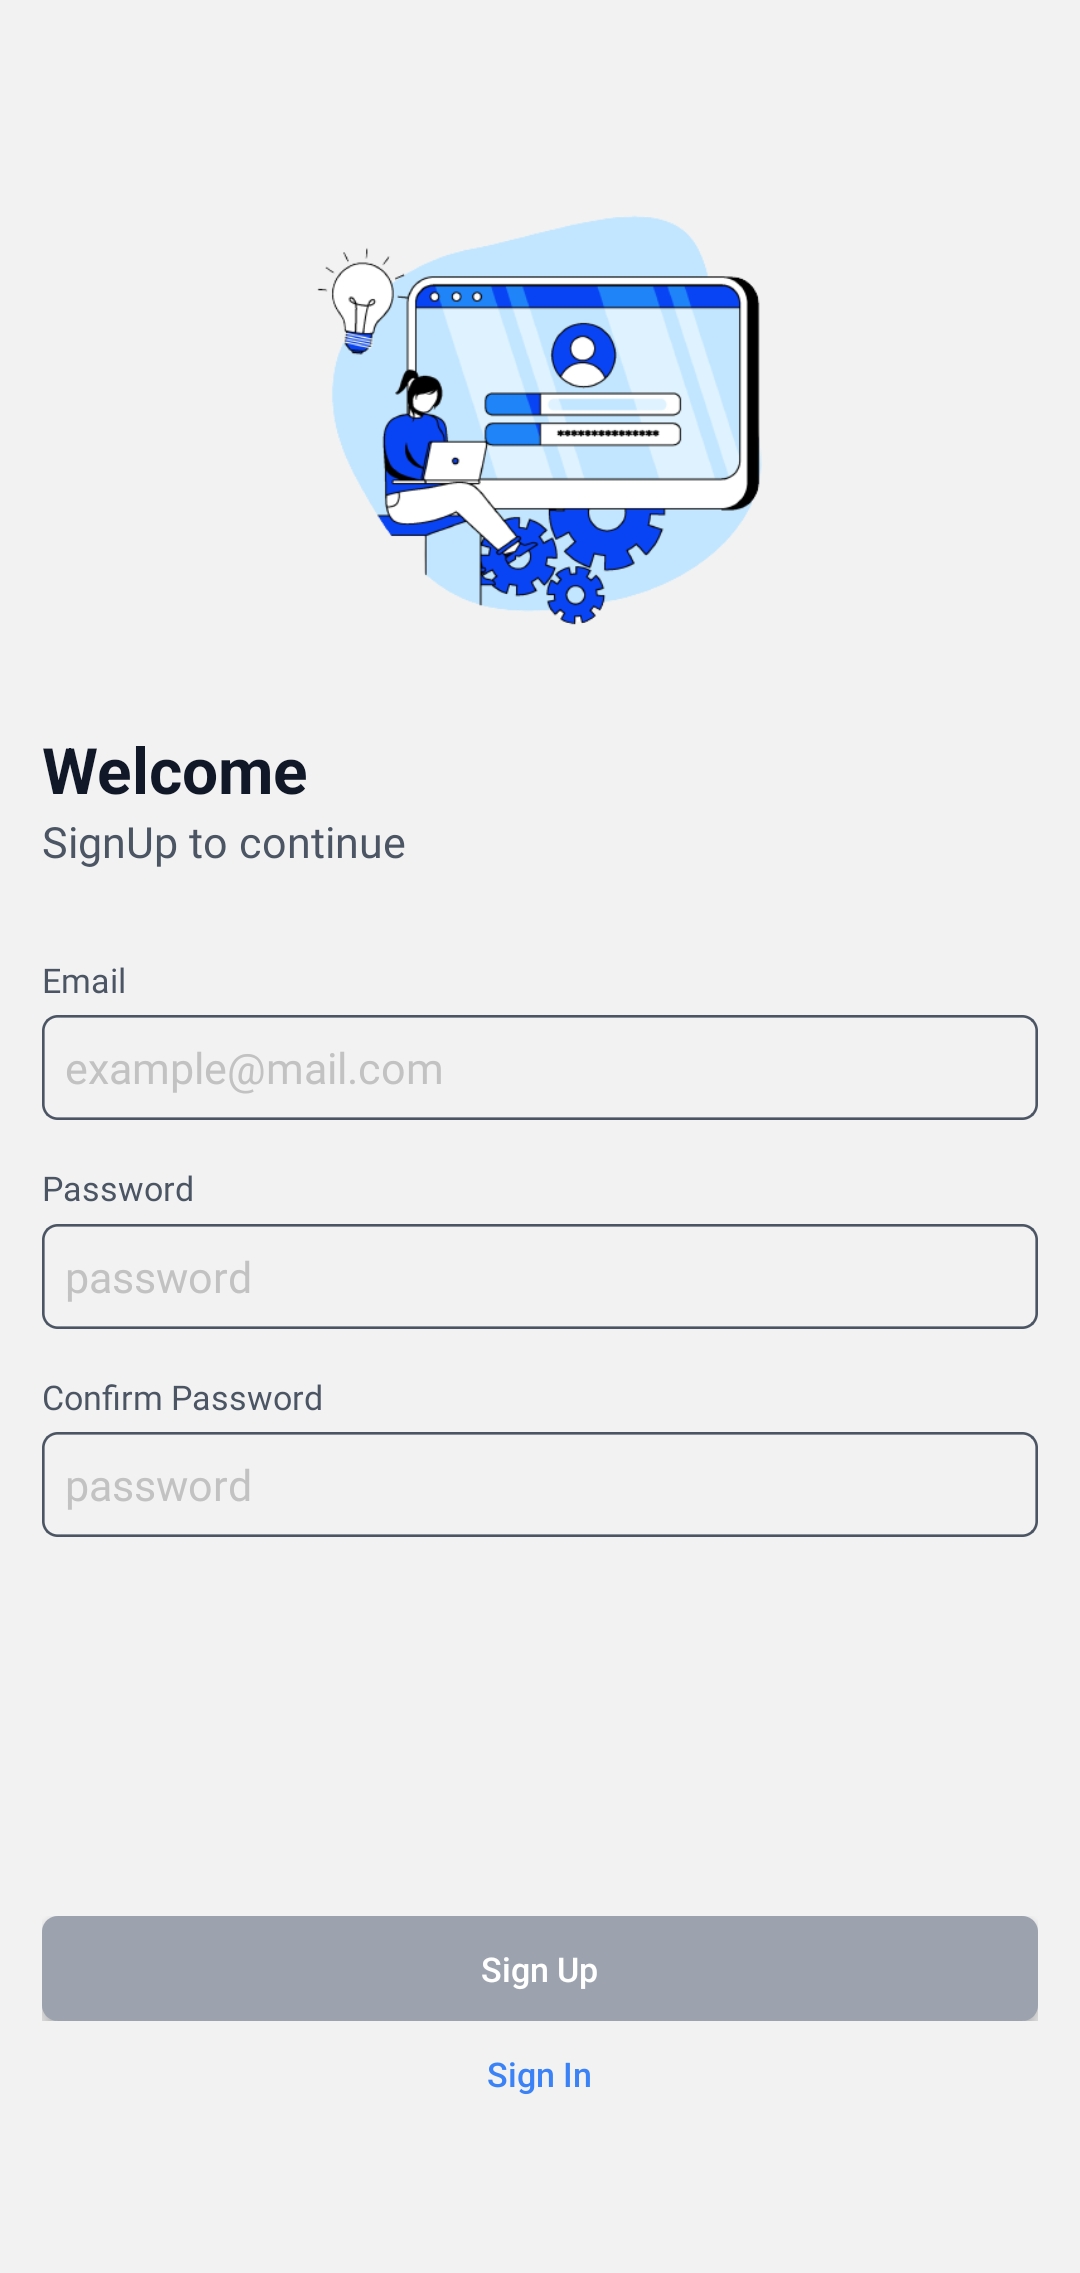 ***************
Welcome
SignUp to continue
Email
example@mail.com
Password
password
Confirm Password
password
Sign Up
Sign In